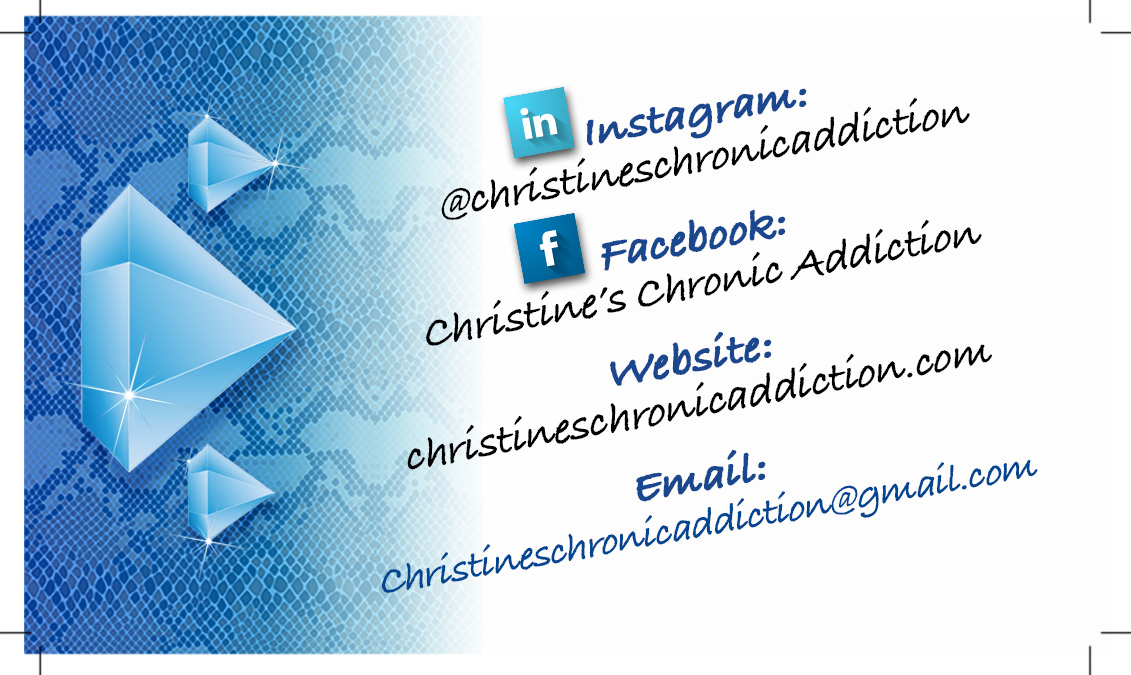 in Instagram:
@christineschronicaddiction
f Facebook:
Christine's Chronic Addiction
Website:
christineschronicaddiction.com
Email:
Christineschronicaddiction@gmail.com